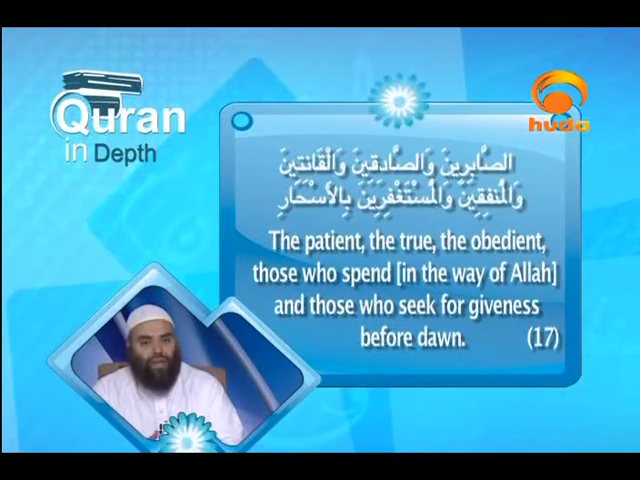 Quran
in Depth
huda
الصَّابِرِينَ وَالصَّادِقِينَ وَالْقَانِتِينَ
وَالْمُنفِقِينَ وَالْمُسْتَغْفِرِينَ بِالْأَسْحَارِ
The patient, the true, the obedient,
those who spend [in the way of Allah]
and those who seek for giveness
before dawn. (17)